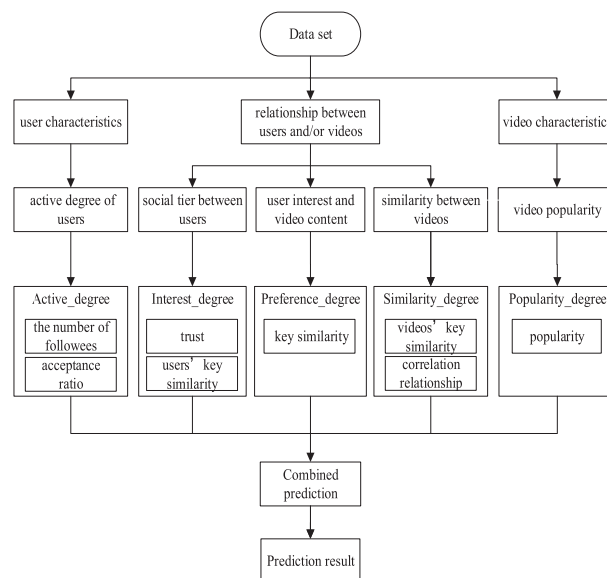 Data set
user characteristics
relationship between
users and/or videos
video characteristic
active degree of
users
social tier between
users
user interest and
video content
similarity between
videos
video popularity
Active_degree
the number of
followees
acceptance
ratio
Interest_degree
trust
users' key
similarity
Preference_degree
key similarity
Similarity_degree
videos' key
similarity
correlation
relationship
Popularity_degree
popularity
Combined
prediction
Prediction result